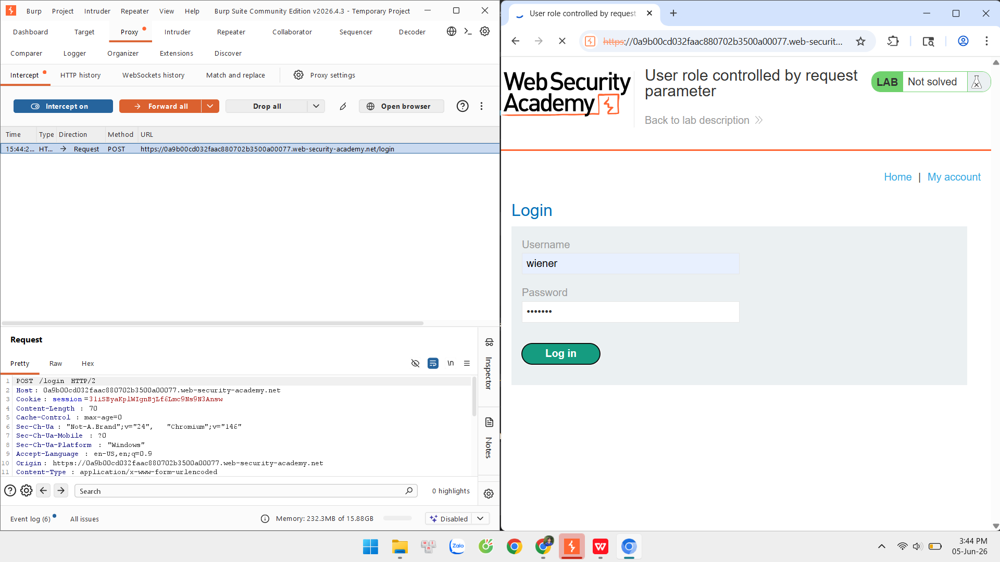 Burp Project Intruder Repeater View Help Burp Suite Community Edition v2026.4.3 - Temporary Project
Dashboard Target Proxy Intruder Repeater Collaborator Sequencer Decoder
Comparer Logger Organizer Extensions Discover
Intercept HTTP history WebSockets history Match and replace Proxy settings
Intercept on Forward all Drop all Open browser
Time Type Direction Method URL
15:44:2... HT... Request POST https://0a9b00cd032faac880702b3500a00077.web-security-academy.net/login
Request
Pretty Raw Hex \n
1 POST /login HTTP/2
2 Host: 0a9b00cd032faac880702b3500a00077.web-security-academy.net
3 Cookie: session=31iSByaKplWIgnBjLf6Lmc9Ns9N3Answ
4 Content-Length : 70
5 Cache-Control : max-age=0
6 Sec-Ch-Ua : "Not-A.Brand";v="24", "Chromium";v="146"
7 Sec-Ch-Ua-Mobile : ?0
8 Sec-Ch-Ua-Platform : "Windows"
9 Accept-Language : en-US,en;q=0.9
10 Origin: https://0a9b00cd032faac880702b3500a00077.web-security-academy.net
11 Content-Type : application/x-www-form-urlencoded
Inspector
Notes
Search 0 highlights
Event log (6) All issues Memory: 232.3MB of 15.88GB Disabled
User role controlled by request
https://0a9b00cd032faac880702b3500a00077.web-securit...
Web Security
Academy
User role controlled by request
parameter
Back to lab description
LAB Not solved
Home | My account
Login
Username
wiener
Password
•••••••
Log in
Zalo
3:44 PM
05-Jun-26